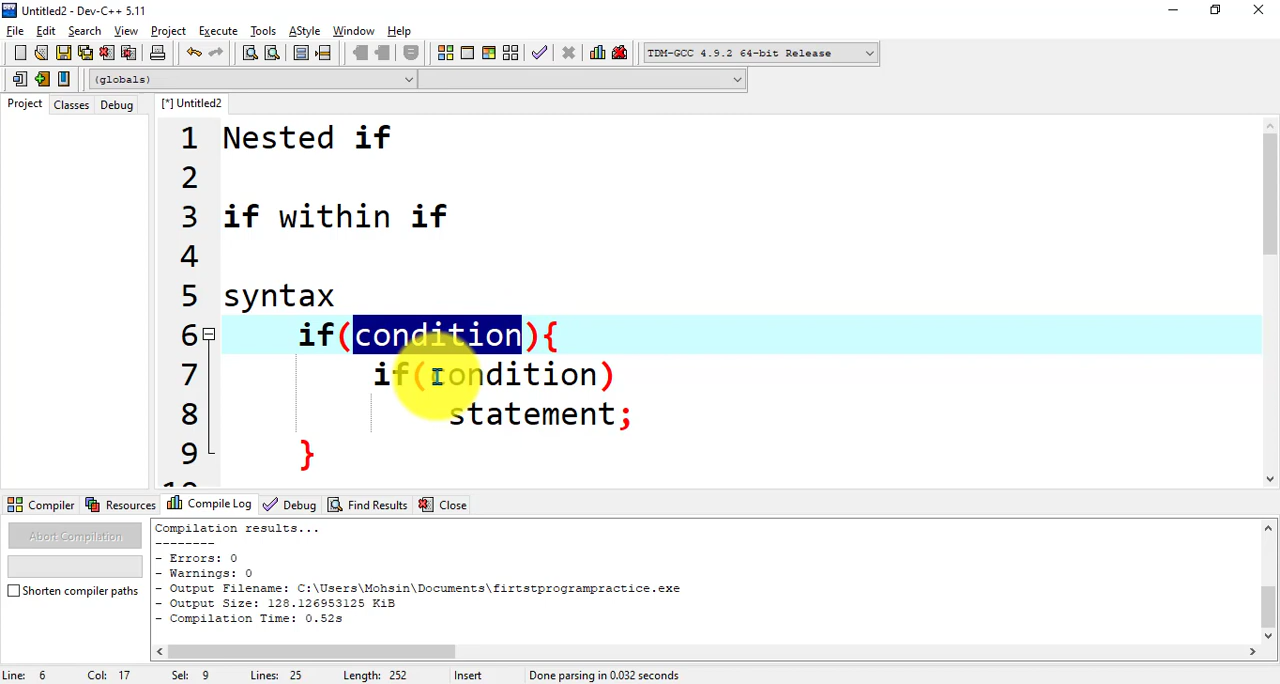 Untitled2 - Dev-C++ 5.11
File Edit Search View Project Execute Tools AStyle Window Help
TDM-GCC 4.9.2 64-bit Release
(globals)
Project Classes Debug [*] Untitled2
1 Nested if
2
3 if within if
4
5 syntax
6 if(condition){
7 if(condition)
8 statement;
9 }
Compiler Resources Compile Log Debug Find Results Close
Abort Compilation
Shorten compiler paths
Compilation results...
--------
- Errors: 0
- Warnings: 0
- Output Filename: C:\Users\Mohsin\Documents\firtstprogrampractice.exe
- Output Size: 128.126953125 KiB
- Compilation Time: 0.52s
Line: 6 Col: 17 Sel: 9 Lines: 25 Length: 252 Insert Done parsing in 0.032 seconds